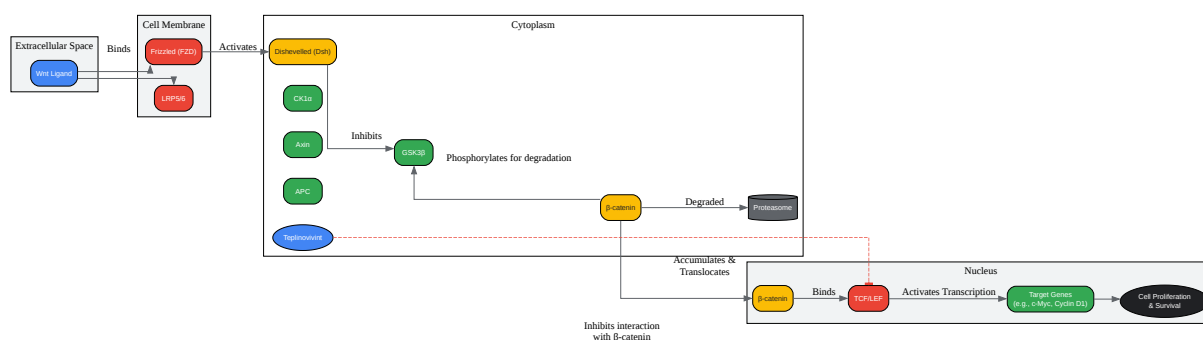 Cytoplasm
Cell Membrane
Extracellular Space
Binds
Frizzled (FZD)
Activates
Dishevelled (Dsh)
Wnt Ligand
LRP5/6
CK1α
Inhibits
Axin
GSK3β
Phosphorylates for degradation
APC
β-catenin
Degraded
Proteasome
Teplinovivint
Accumulates &
Translocates
Nucleus
β-catenin
Binds
TCF/LEF
Activates Transcription
Target Genes
(e.g., c-Myc, Cyclin D1)
Cell Proliferation
& Survival
Inhibits interaction
with β-catenin